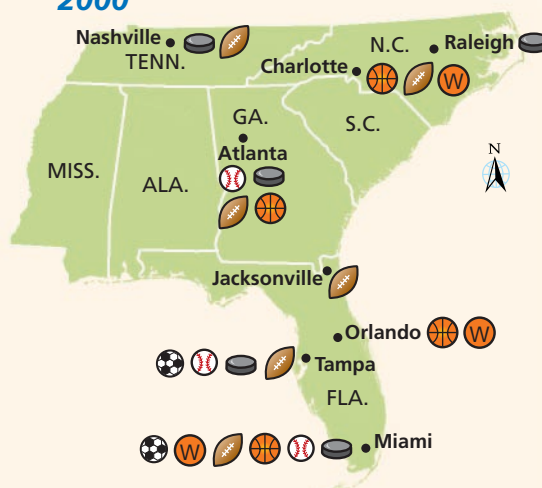 2000
Nashville
TENN.
N.C.
Raleigh
Charlotte
W
GA.
S.C.
Atlanta
MISS.
ALA.
N
Jacksonville
Orlando
W
Tampa
FLA.
W
Miami